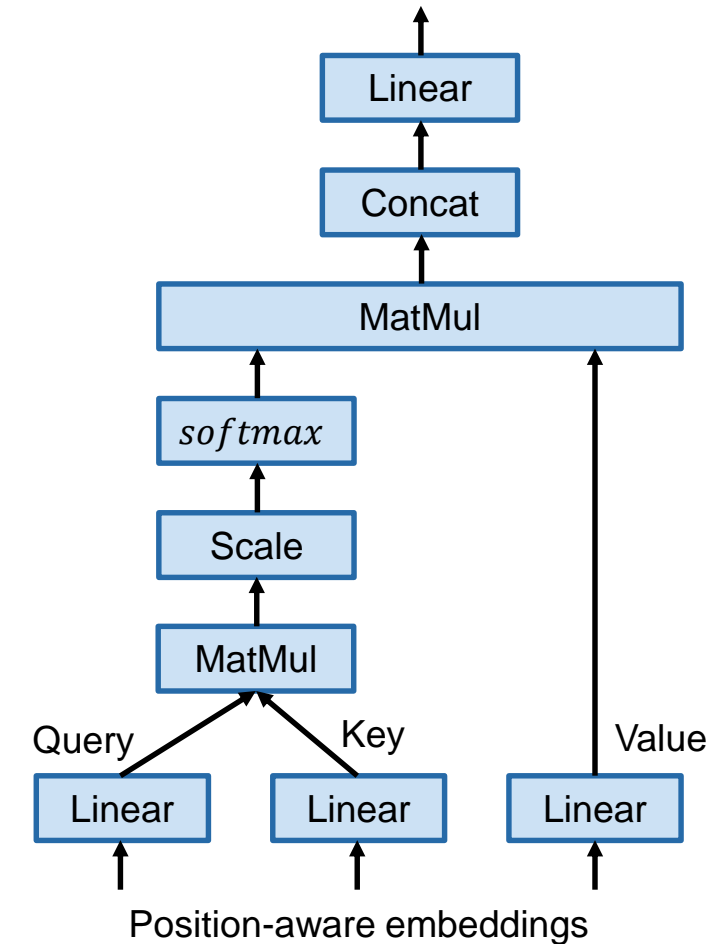 Linear
Concat
MatMul
softmax
Scale
MatMul
Query Key Value
Linear Linear Linear
Position-aware embeddings